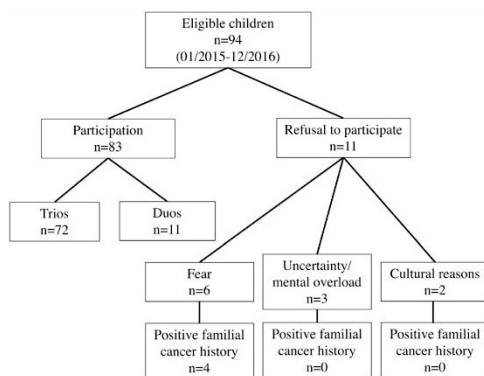 Eligible children
n=94
(01/2015-12/2016)
Participation
n=83
Refusal to participate
n=11
Trios
n=72
Duos
n=11
Fear
n=6
Uncertainty/
mental overload
n=3
Cultural reasons
n=2
Positive familial
cancer history
n=4
Positive familial
cancer history
n=0
Positive familial
cancer history
n=0